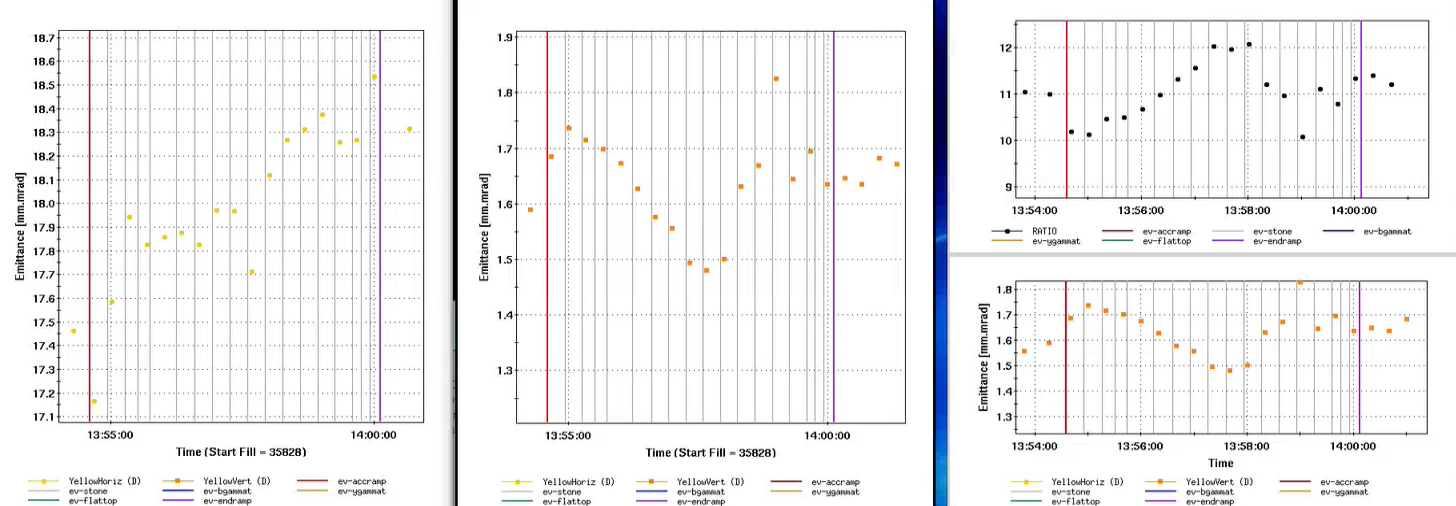 18.7
18.6
18.5
18.4
18.3
18.2
18.1
18.0
17.9
17.8
17.7
17.6
17.5
17.4
17.3
17.2
17.1
Emittance [mm.mrad]
13:55:00 14:00:00
Time (Start Fill = 35828)
YellowHoriz (D) YellowVert (D) ev-accramp
ev-stone ev-bgammat ev-ygammat
ev-flattop ev-endramp
1.9
1.8
1.7
1.6
1.5
1.4
1.3
Emittance [mm.mrad]
13:55:00 14:00:00
Time (Start Fill = 35828)
YellowHoriz (D) YellowVert (D) ev-accramp
ev-stone ev-bgammat ev-ygammat
ev-flattop ev-endramp
12
11
10
9
13:54:00 13:56:00 13:58:00 14:00:00
RATIO ev-accramp ev-stone ev-bgammat
ev-ygammat ev-flattop ev-endramp
1.8
1.7
1.6
1.5
1.4
1.3
Emittance [mm.mrad]
13:54:00 13:56:00 13:58:00 14:00:00
Time
YellowHoriz (D) YellowVert (D) ev-accramp
ev-stone ev-bgammat ev-ygammat
ev-flattop ev-endramp